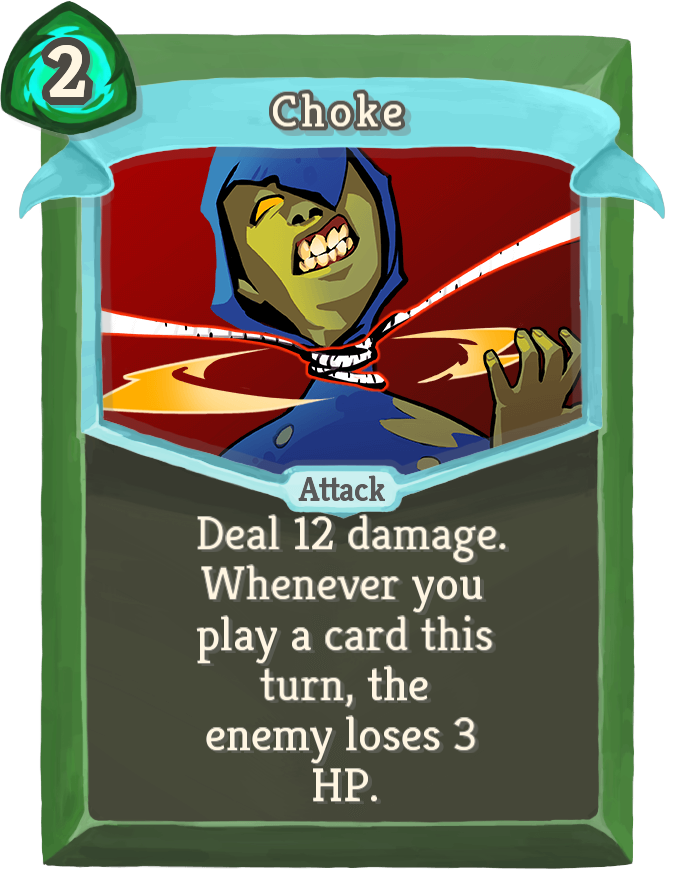 2
Choke
Attack
Deal 12 damage.
Whenever you
play a card this
turn, the
enemy loses 3
HP.